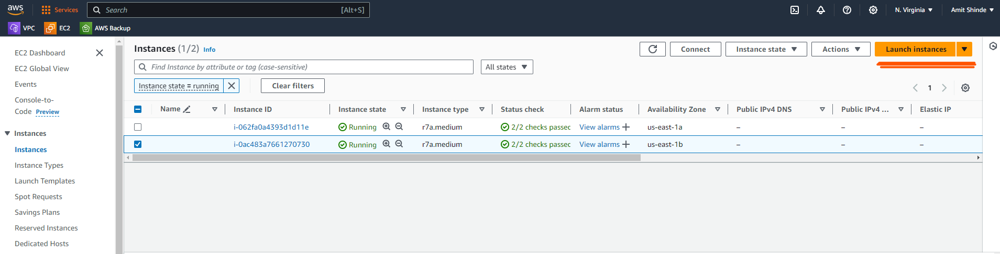 aws Services Search [Alt+S] N. Virginia Amit Shinde
VPC EC2 AWS Backup
EC2 Dashboard
EC2 Global View
Events
Console-to-
Code Preview
Instances
Instances
Instance Types
Launch Templates
Spot Requests
Savings Plans
Reserved Instances
Dedicated Hosts
Instances (1/2) Info Connect Instance state Actions Launch instances
Find Instance by attribute or tag (case-sensitive) All states
Instance state = running Clear filters
1
Name Instance ID Instance state Instance type Status check Alarm status Availability Zone Public IPv4 DNS Public IPv4 ... Elastic IP
i-062fa0a4393d1d11e Running r7a.medium 2/2 checks passec View alarms + us-east-1a – – –
i-0ac483a7661270730 Running r7a.medium 2/2 checks passec View alarms + us-east-1b – – –